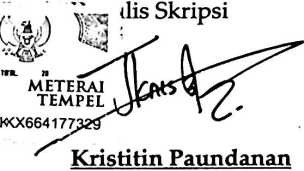 lis Skripsi
METERAI
TEMPEL
KX664177329
Kristitin Paundanan